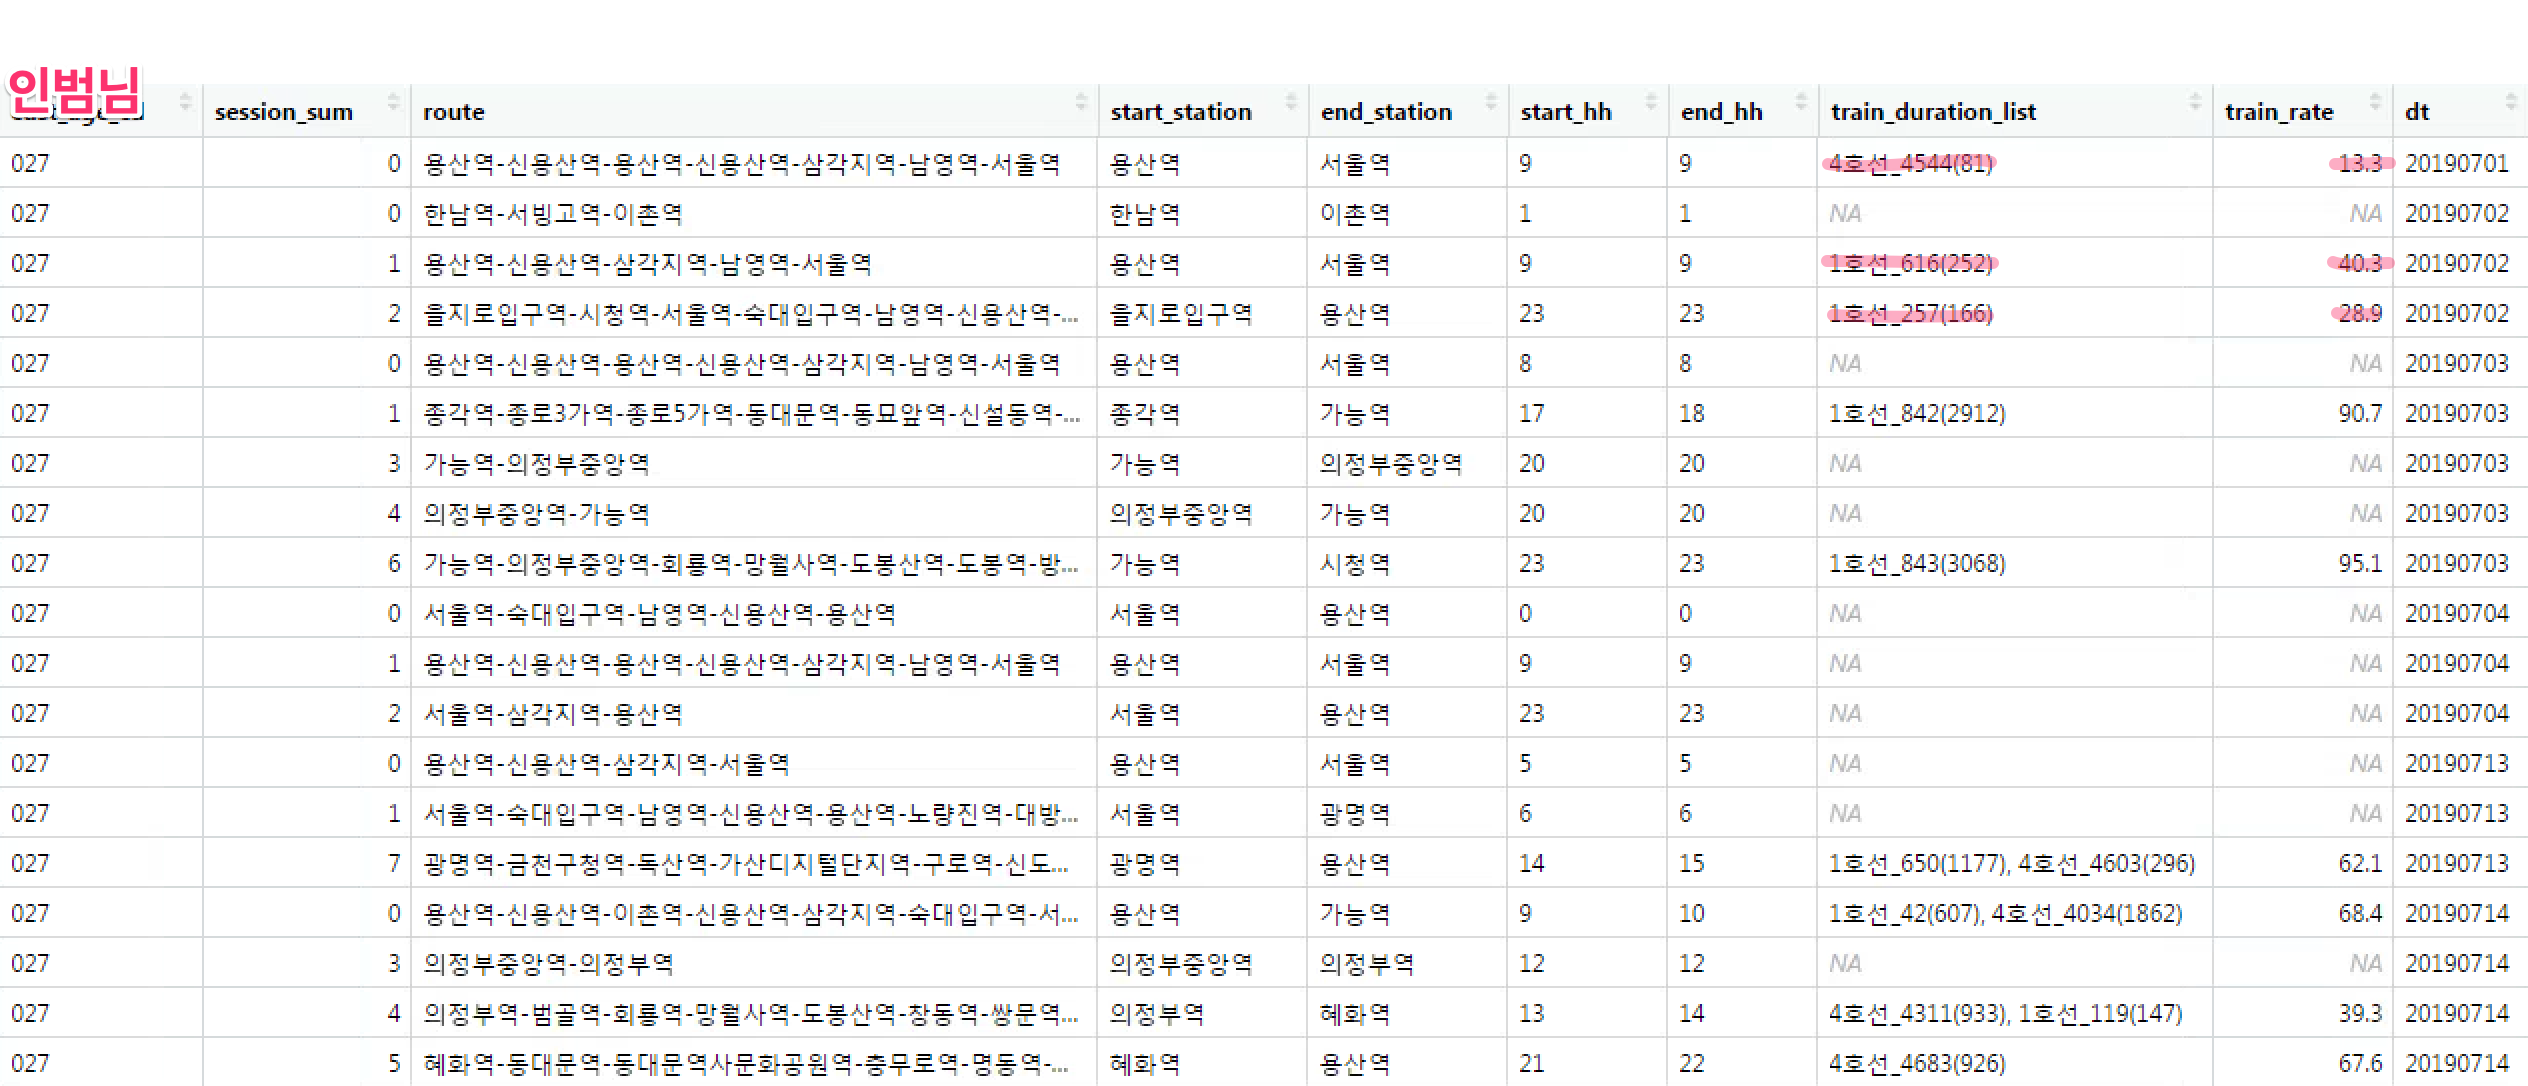 인범님
session_sum route start_station end_station start_hh end_hh train_duration_list train_rate dt
027 0 용산역-신용산역-용산역-신용산역-삼각지역-남영역-서울역 용산역 서울역 9 9 4호선_4544(81) 13.3 20190701
027 0 한남역-서빙고역-이촌역 한남역 이촌역 1 1 NA NA 20190702
027 1 용산역-신용산역-삼각지역-남영역-서울역 용산역 서울역 9 9 1호선_616(252) 40.3 20190702
027 2 을지로입구역-시청역-서울역-숙대입구역-남영역-신용산역-... 을지로입구역 용산역 23 23 1호선_257(166) 28.9 20190702
027 0 용산역-신용산역-용산역-신용산역-삼각지역-남영역-서울역 용산역 서울역 8 8 NA NA 20190703
027 1 종각역-종로3가역-종로5가역-동대문역-동묘앞역-신설동역-... 종각역 가능역 17 18 1호선_842(2912) 90.7 20190703
027 3 가능역-의정부중앙역 가능역 의정부중앙역 20 20 NA NA 20190703
027 4 의정부중앙역-가능역 의정부중앙역 가능역 20 20 NA NA 20190703
027 6 가능역-의정부중앙역-회룡역-망월사역-도봉산역-도봉역-방... 가능역 시청역 23 23 1호선_843(3068) 95.1 20190703
027 0 서울역-숙대입구역-남영역-신용산역-용산역 서울역 용산역 0 0 NA NA 20190704
027 1 용산역-신용산역-용산역-신용산역-삼각지역-남영역-서울역 용산역 서울역 9 9 NA NA 20190704
027 2 서울역-삼각지역-용산역 서울역 용산역 23 23 NA NA 20190704
027 0 용산역-신용산역-삼각지역-서울역 용산역 서울역 5 5 NA NA 20190713
027 1 서울역-숙대입구역-남영역-신용산역-용산역-노량진역-대방... 서울역 광명역 6 6 NA NA 20190713
027 7 광명역-금천구청역-독산역-가산디지털단지역-구로역-신도... 광명역 용산역 14 15 1호선_650(1177), 4호선_4603(296) 62.1 20190713
027 0 용산역-신용산역-이촌역-신용산역-삼각지역-숙대입구역-서... 용산역 가능역 9 10 1호선_42(607), 4호선_4034(1862) 68.4 20190714
027 3 의정부중앙역-의정부역 의정부중앙역 의정부역 12 12 NA NA 20190714
027 4 의정부역-범골역-회룡역-망월사역-도봉산역-창동역-쌍문역... 의정부역 혜화역 13 14 4호선_4311(933), 1호선_119(147) 39.3 20190714
027 5 혜화역-동대문역-동대문역사문화공원역-충무로역-명동역-... 혜화역 용산역 21 22 4호선_4683(926) 67.6 20190714